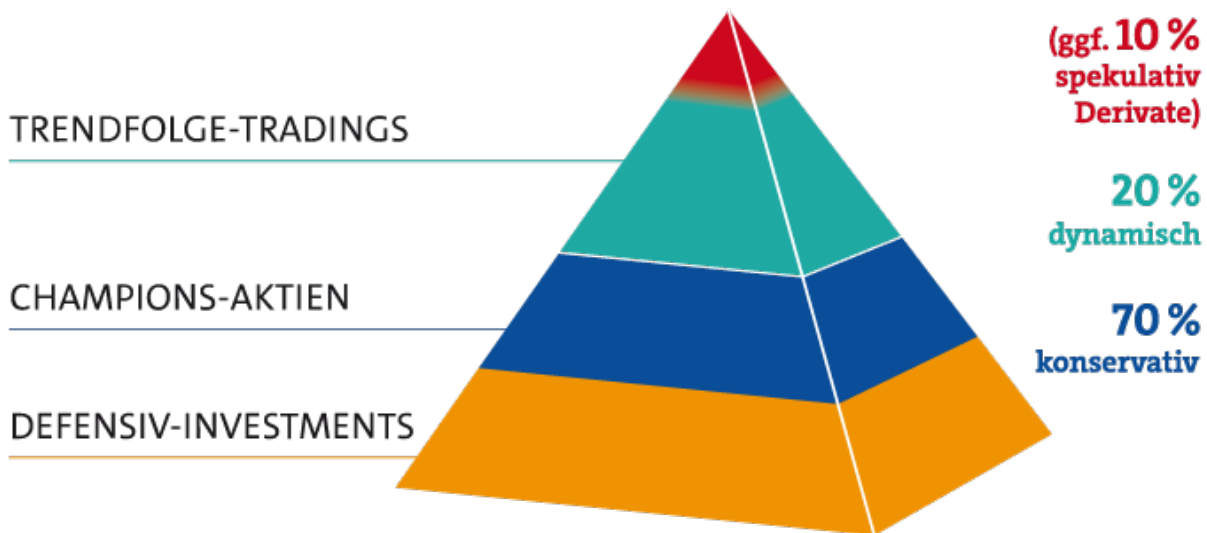 TRENDFOLGE-TRADINGS
CHAMPIONS-AKTIEN
DEFENSIV-INVESTMENTS
(ggf. 10 %
spekulativ
Derivate)
20 %
dynamisch
70 %
konservativ